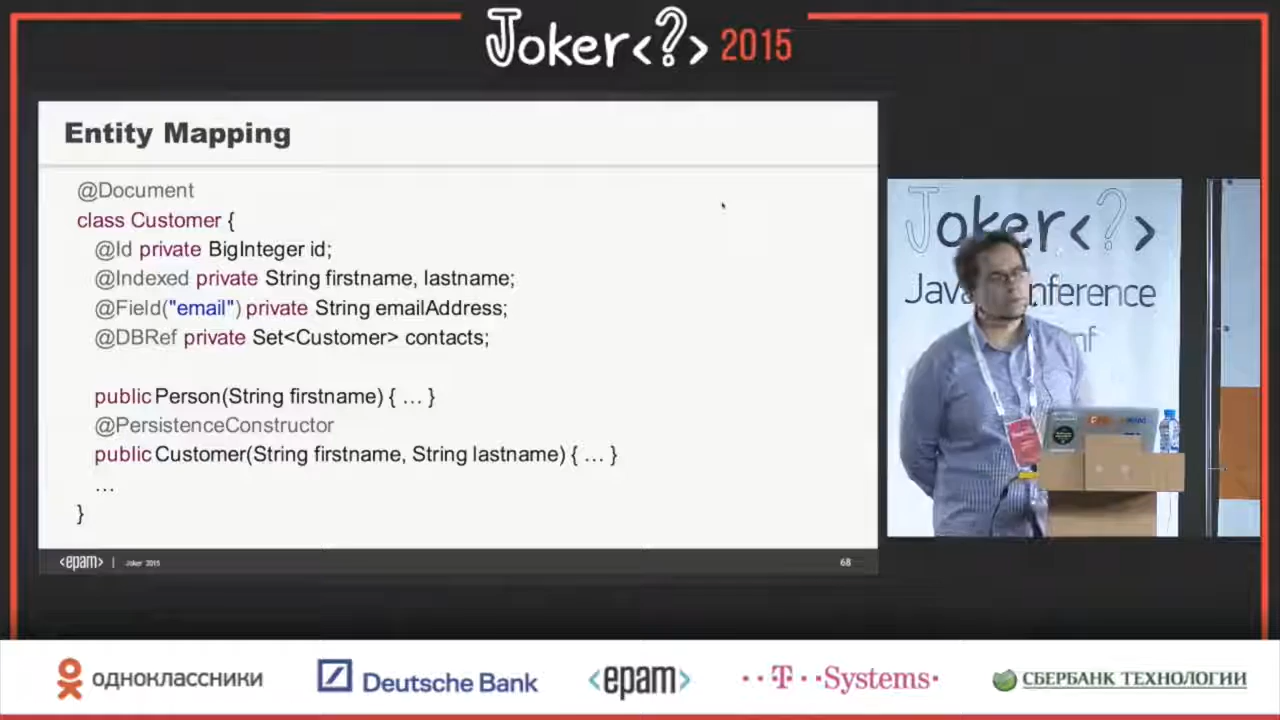 Joker<?> 2015
Entity Mapping
@Document
class Customer {
@Id private BigInteger id;
@Indexed private String firstname, lastname;
@Field("email") private String emailAddress;
@DBRef private Set<Customer> contacts;
public Person(String firstname) { … }
@PersistenceConstructor
public Customer(String firstname, String lastname) { … }
…
}
<epam> | Joker 2015
68
Joker<?>
Java
nference
nf
одноклассники
Deutsche Bank
<epam>
T Systems
СБЕРБАНК ТЕХНОЛОГИИ